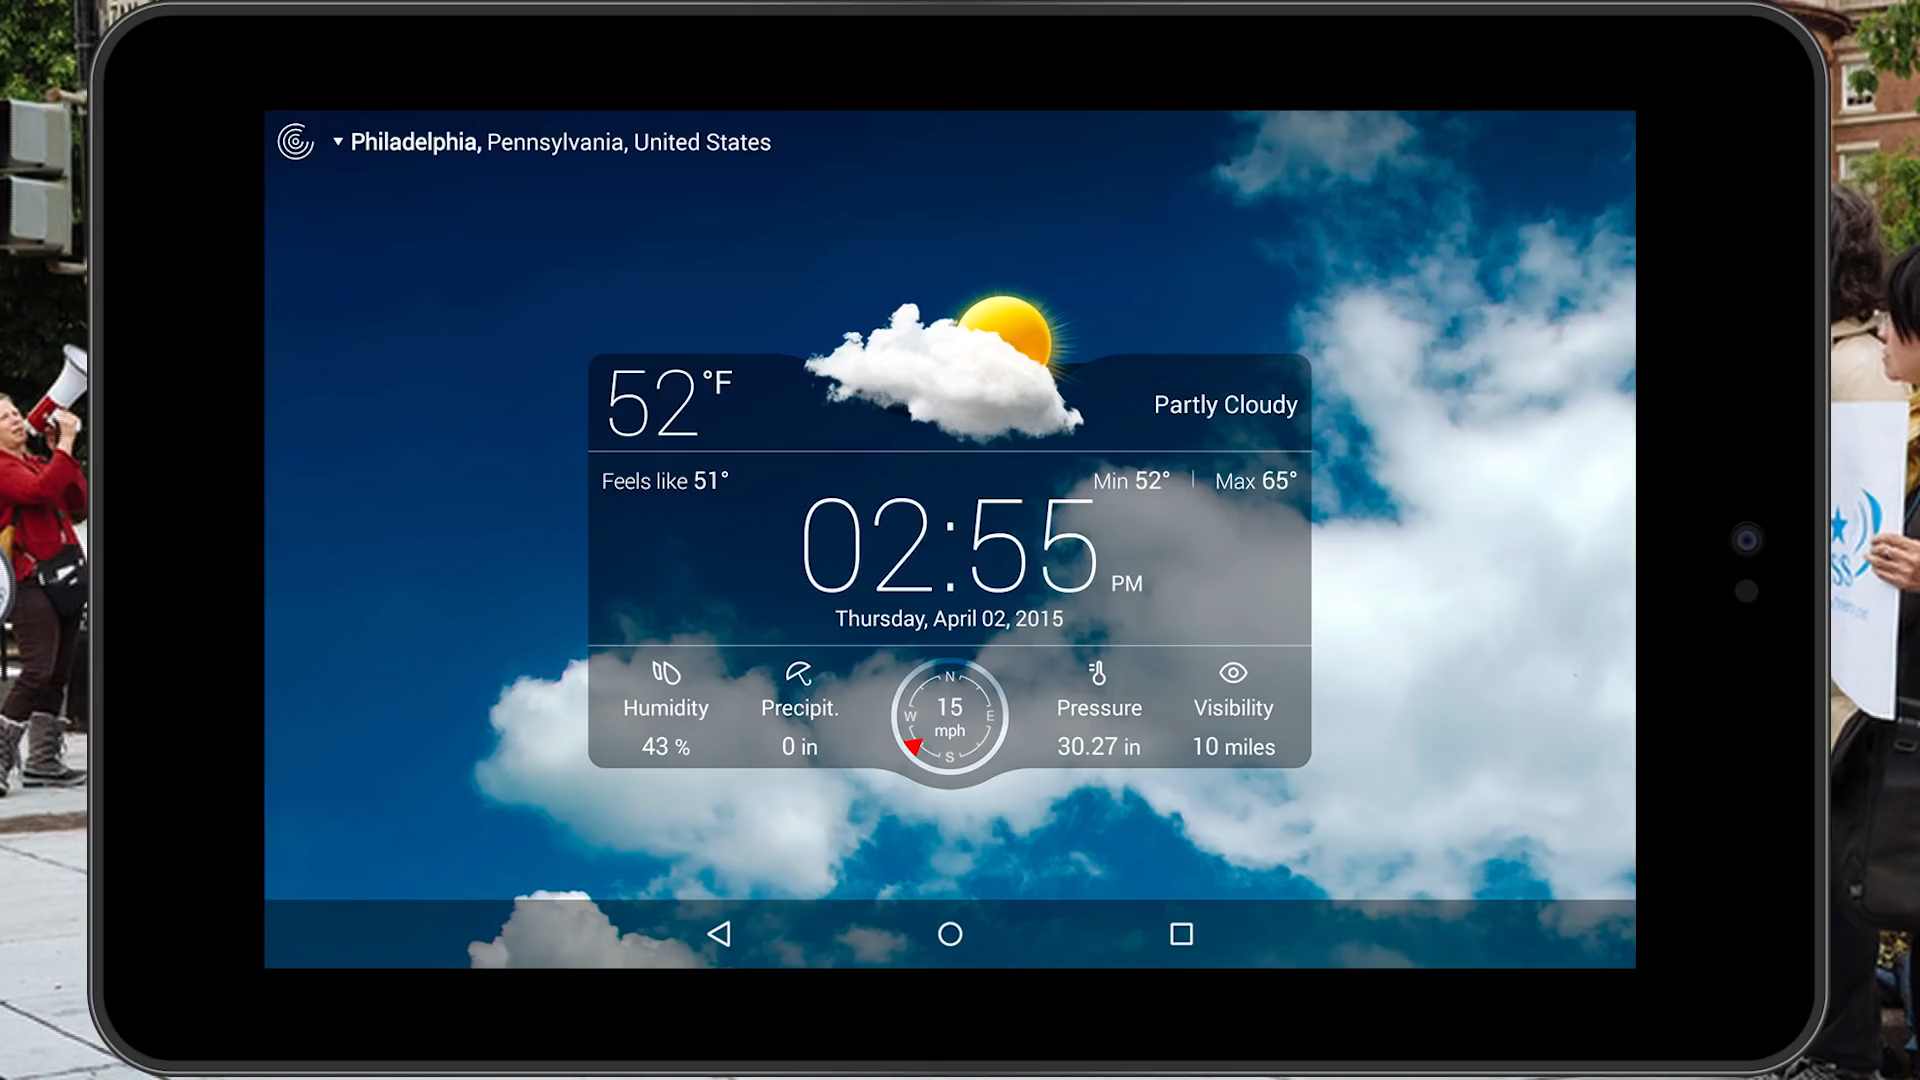 Philadelphia, Pennsylvania, United States
52°F
Partly Cloudy
Feels like 51°
Min 52° | Max 65°
02:55 PM
Thursday, April 02, 2015
Humidity
43 %
Precipit.
0 in
N
W
15
mph
E
S
Pressure
30.27 in
Visibility
10 miles